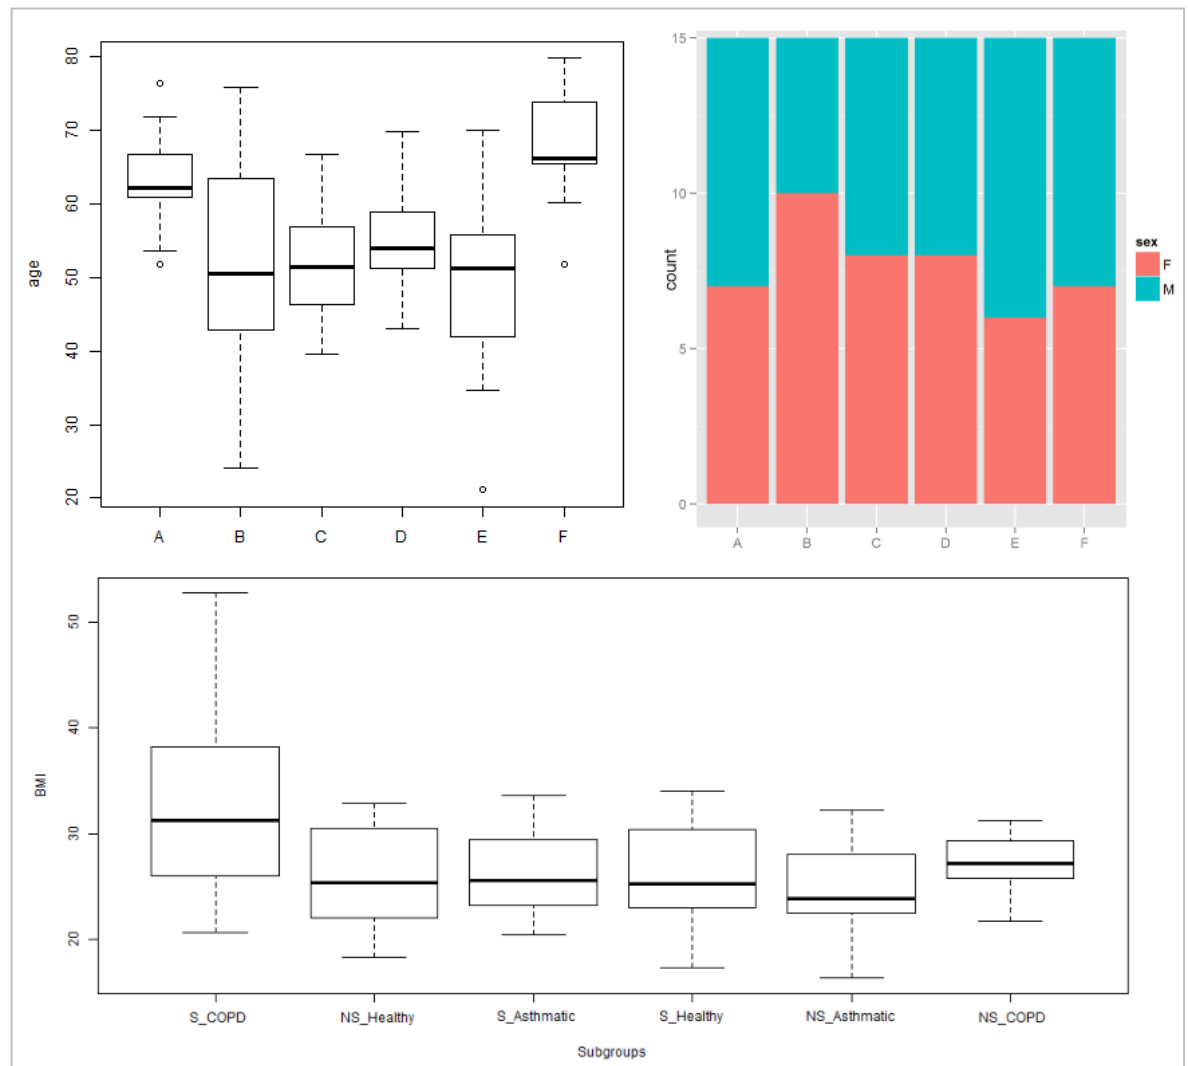 age
80
70
60
50
40
30
20
A B C D E F
count
15
10
5
0
A B C D E F
sex
F
M
BMI
50
40
30
20
S_COPD NS_Healthy S_Asthmatic S_Healthy NS_Asthmatic NS_COPD
Subgroups